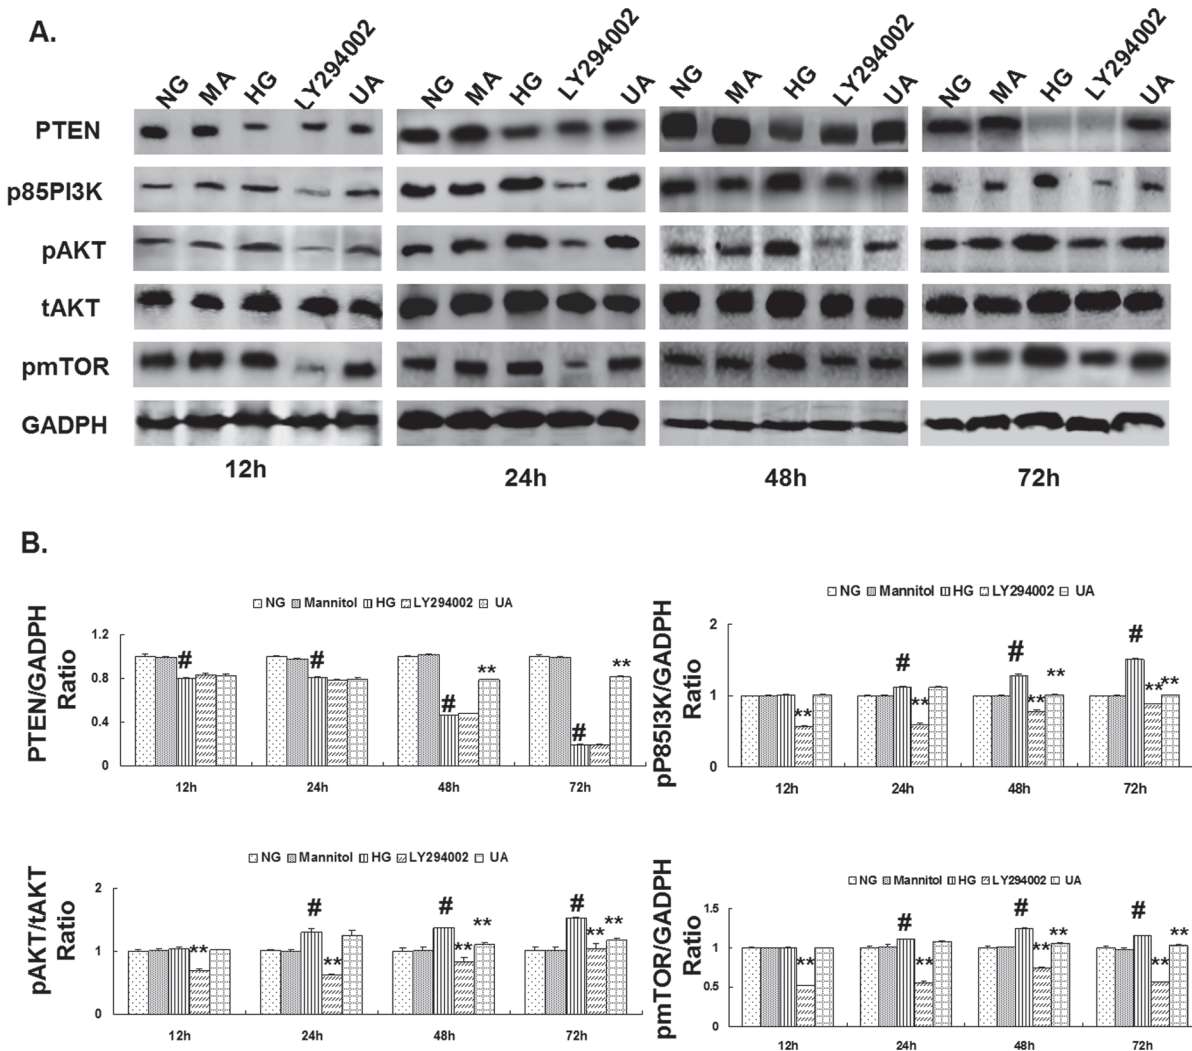 A.
NG MA HG LY294002 UA NG MA HG LY294002 UA NG MA HG LY294002 UA NG MA HG LY294002 UA
PTEN
p85PI3K
pAKT
tAKT
pmTOR
GADPH
12h 24h 48h 72h
B.
PTEN/GADPH
Ratio
NG Mannitol HG LY294002 UA
1.2
0.8
0.4
0
# # # ** # **
12h 24h 48h 72h
pP85I3K/GADPH
Ratio
NG Mannitol HG LY294002 UA
2
1
0
** # ** # ** ** # ** **
12h 24h 48h 72h
pAKT/tAKT
Ratio
NG Mannitol HG LY294002 UA
2
1
0
** # ** # ** ** # ** **
12h 24h 48h 72h
pmTOR/GADPH
Ratio
NG Mannitol HG LY294002 UA
1.5
1
0.5
0
** # ** # ** ** # ** **
12h 24h 48h 72h